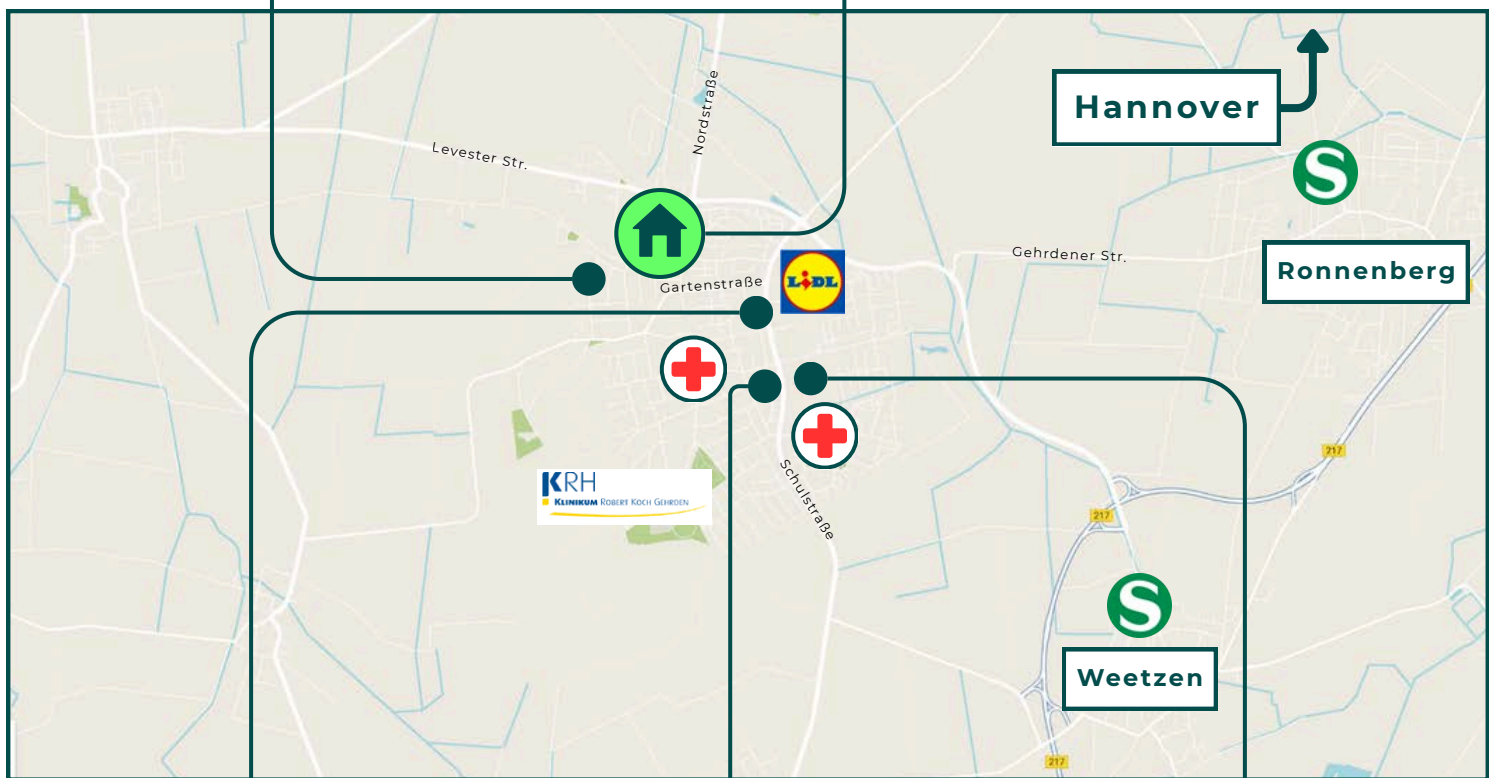 Hannover
Nordstraße
Levester Str.
S
Gehrdener Str.
Ronnenberg
Gartenstraße
LiDL
217
KRH
KLINIKUM ROBERT KOCH GEHRDEN
Schulstraße
217
S
Weetzen
217